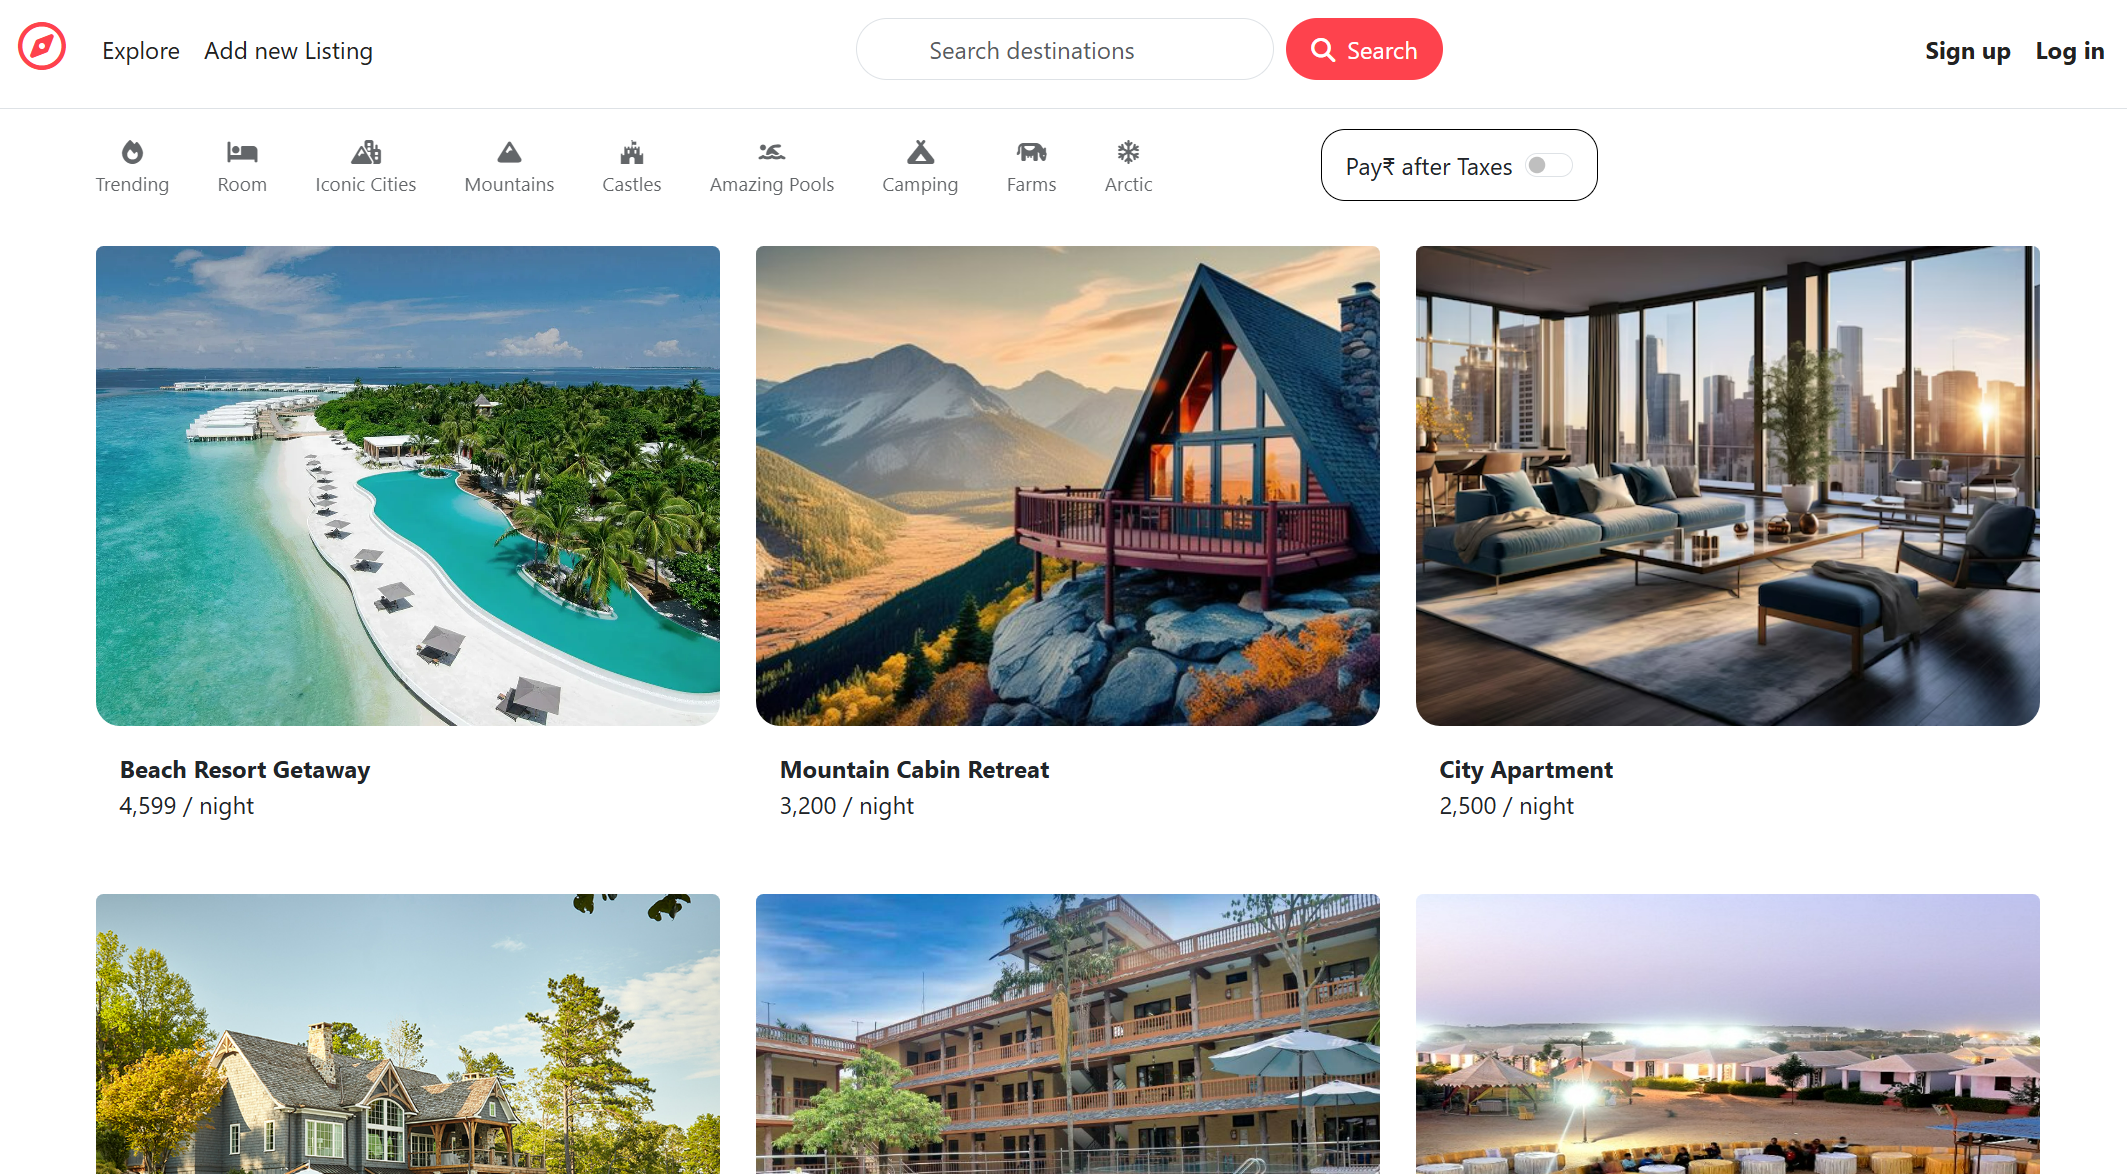 Explore Add new Listing Search destinations Search Sign up Log in
Trending Room Iconic Cities Mountains Castles Amazing Pools Camping Farms Arctic Pay₹ after Taxes
Beach Resort Getaway
4,599 / night
Mountain Cabin Retreat
3,200 / night
City Apartment
2,500 / night